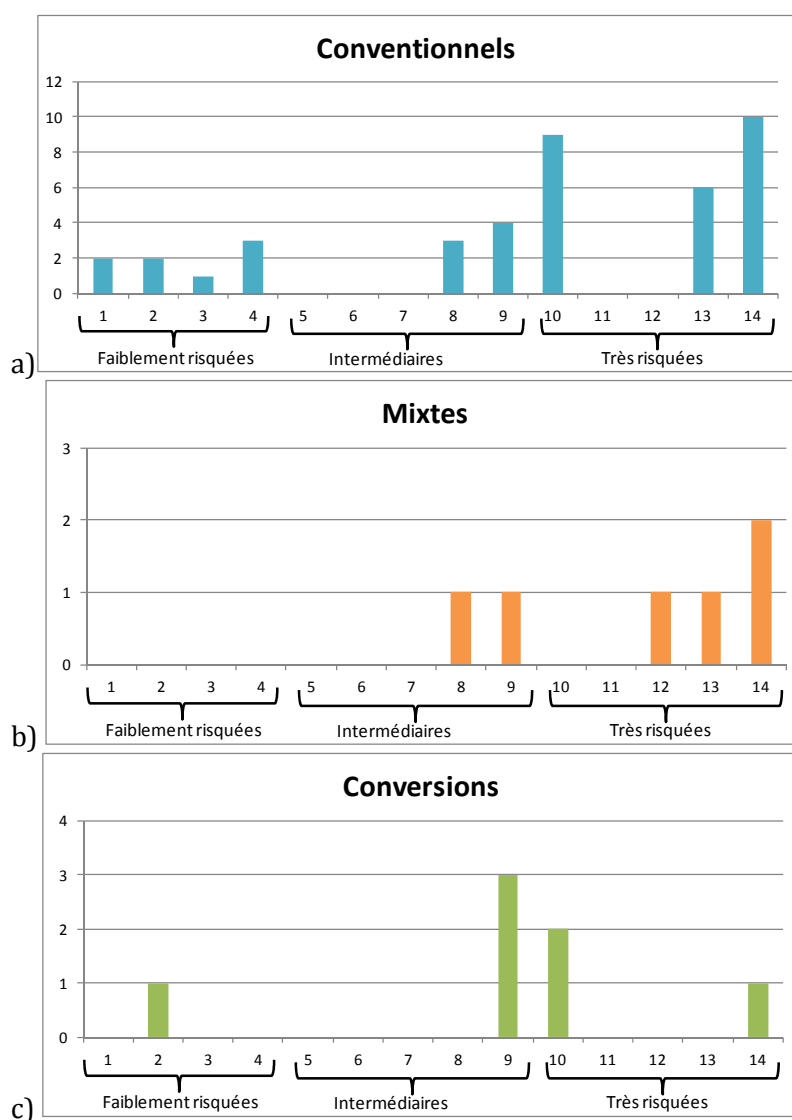 Conventionnels
12
10
8
6
4
2
0
1 2 3 4 5 6 7 8 9 10 11 12 13 14
Faiblement risquées Intermédiaires Très risquées
a)
Mixtes
3
2
1
0
1 2 3 4 5 6 7 8 9 10 11 12 13 14
Faiblement risquées Intermédiaires Très risquées
b)
Conversions
4
3
2
1
0
1 2 3 4 5 6 7 8 9 10 11 12 13 14
Faiblement risquées Intermédiaires Très risquées
c)